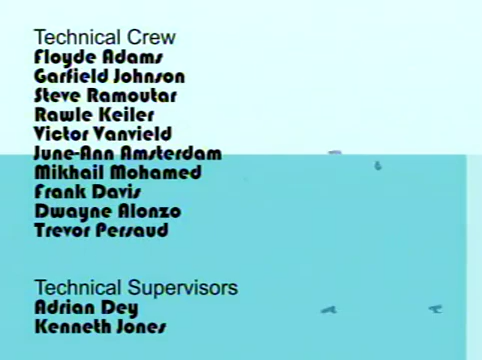 Technical Crew
Floyde Adams
Garfield Johnson
Steve Ramoutar
Rawle Keiler
Victor Vanvield
June-Ann Amsterdam
Mikhail Mohamed
Frank Davis
Dwayne Alonzo
Trevor Persaud
Technical Supervisors
Adrian Dey
Kenneth Jones